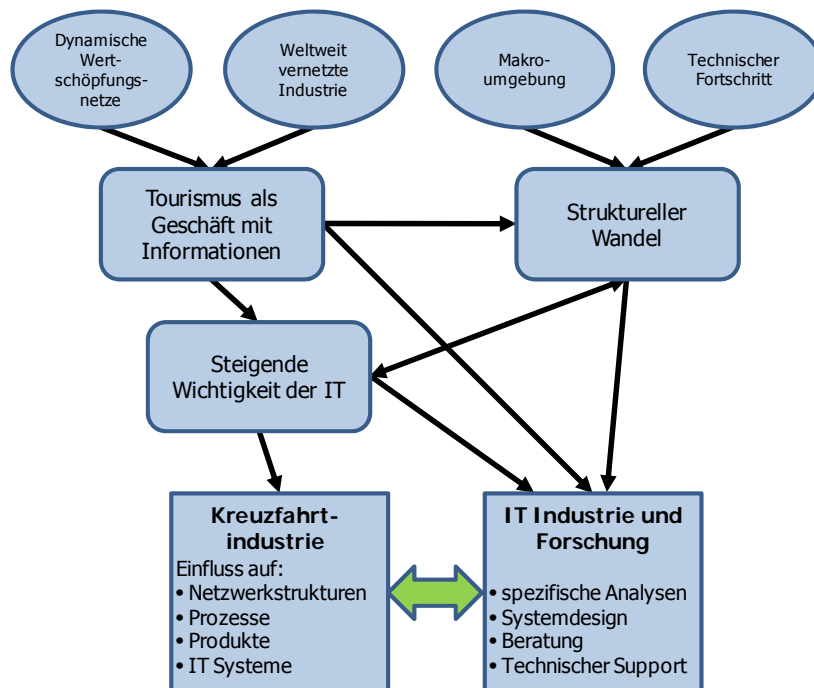 Dynamische
Wert-
schöpfungs-
netze
Weltweit
vernetzte
Industrie
Makro-
umgebung
Technischer
Fortschritt
Tourismus als
Geschäft mit
Informationen
Struktureller
Wandel
Steigende
Wichtigkeit der IT
Kreuzfahrt-
industrie
Einfluss auf:
• Netzwerkstrukturen
• Prozesse
• Produkte
• IT Systeme
IT Industrie und
Forschung
• spezifische Analysen
• Systemdesign
• Beratung
• Technischer Support